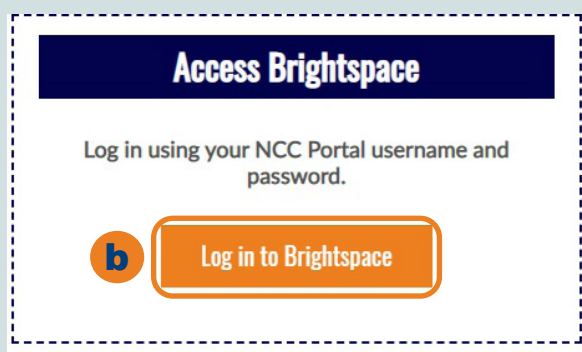 Access Brightspace
Log in using your NCC Portal username and
password.
b
Log in to Brightspace